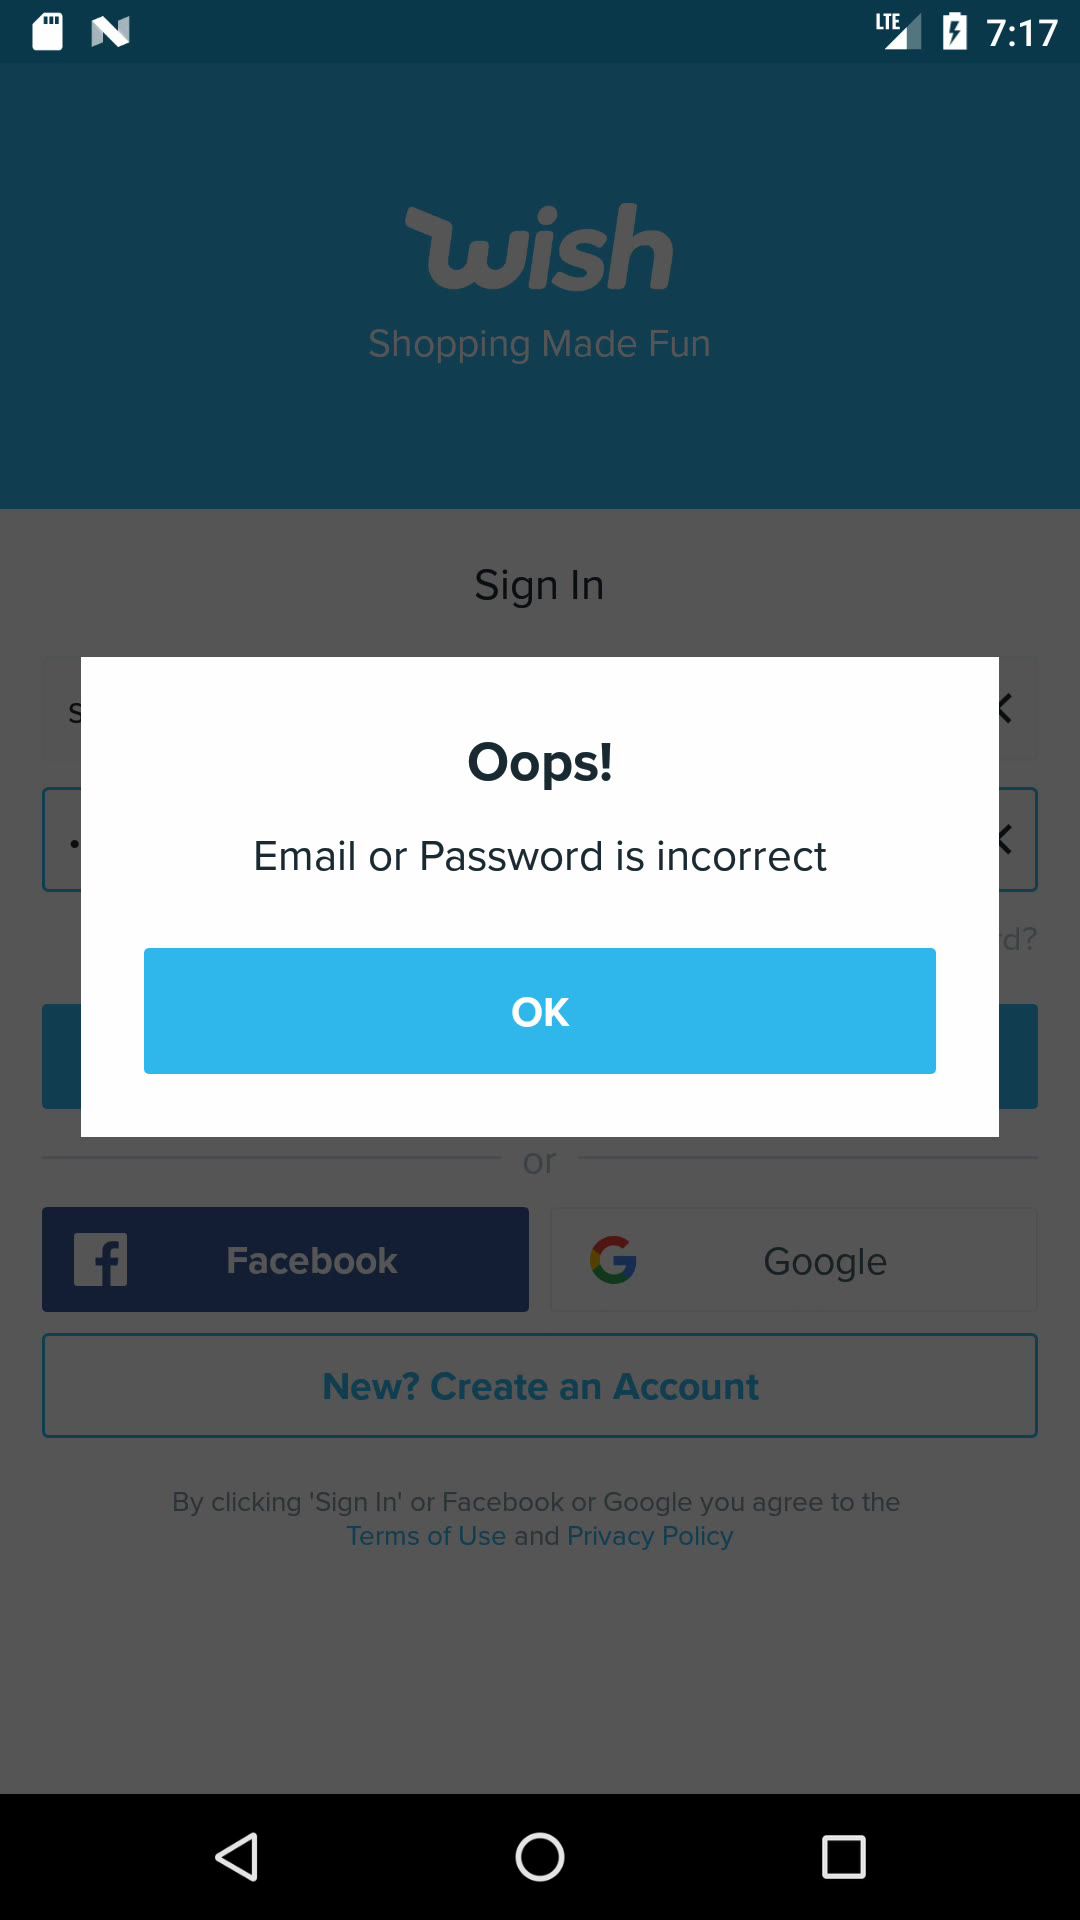 LTE 7:17
wish
Shopping Made Fun
Sign In
Oops!
Email or Password is incorrect
OK
or
Facebook
Google
New? Create an Account
By clicking 'Sign In' or Facebook or Google you agree to the
Terms of Use and Privacy Policy